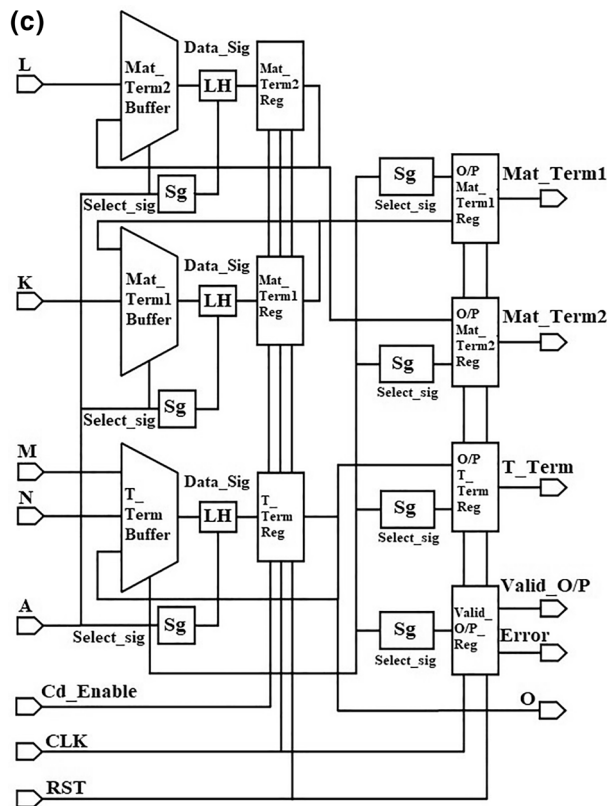 (c)
L
Mat_
Term2
Buffer
Data_Sig
LH
Mat_
Term2
Reg
Select_sig
Sg
K
Mat_
Term1
Buffer
Data_Sig
LH
Mat_
Term1
Reg
Select_sig
Sg
M
N
T_
Term
Buffer
Data_Sig
LH
T_
Term
Reg
A
Select_sig
Sg
Cd_Enable
CLK
RST
Sg
Select_sig
O/P
Mat_
Term1
Reg
Mat_Term1
Sg
Select_sig
O/P
Mat_
Term2
Reg
Mat_Term2
Sg
Select_sig
O/P
T_
Term
Reg
T_Term
Sg
Select_sig
Valid_
O/P_
Reg
Valid_O/P
Error
O